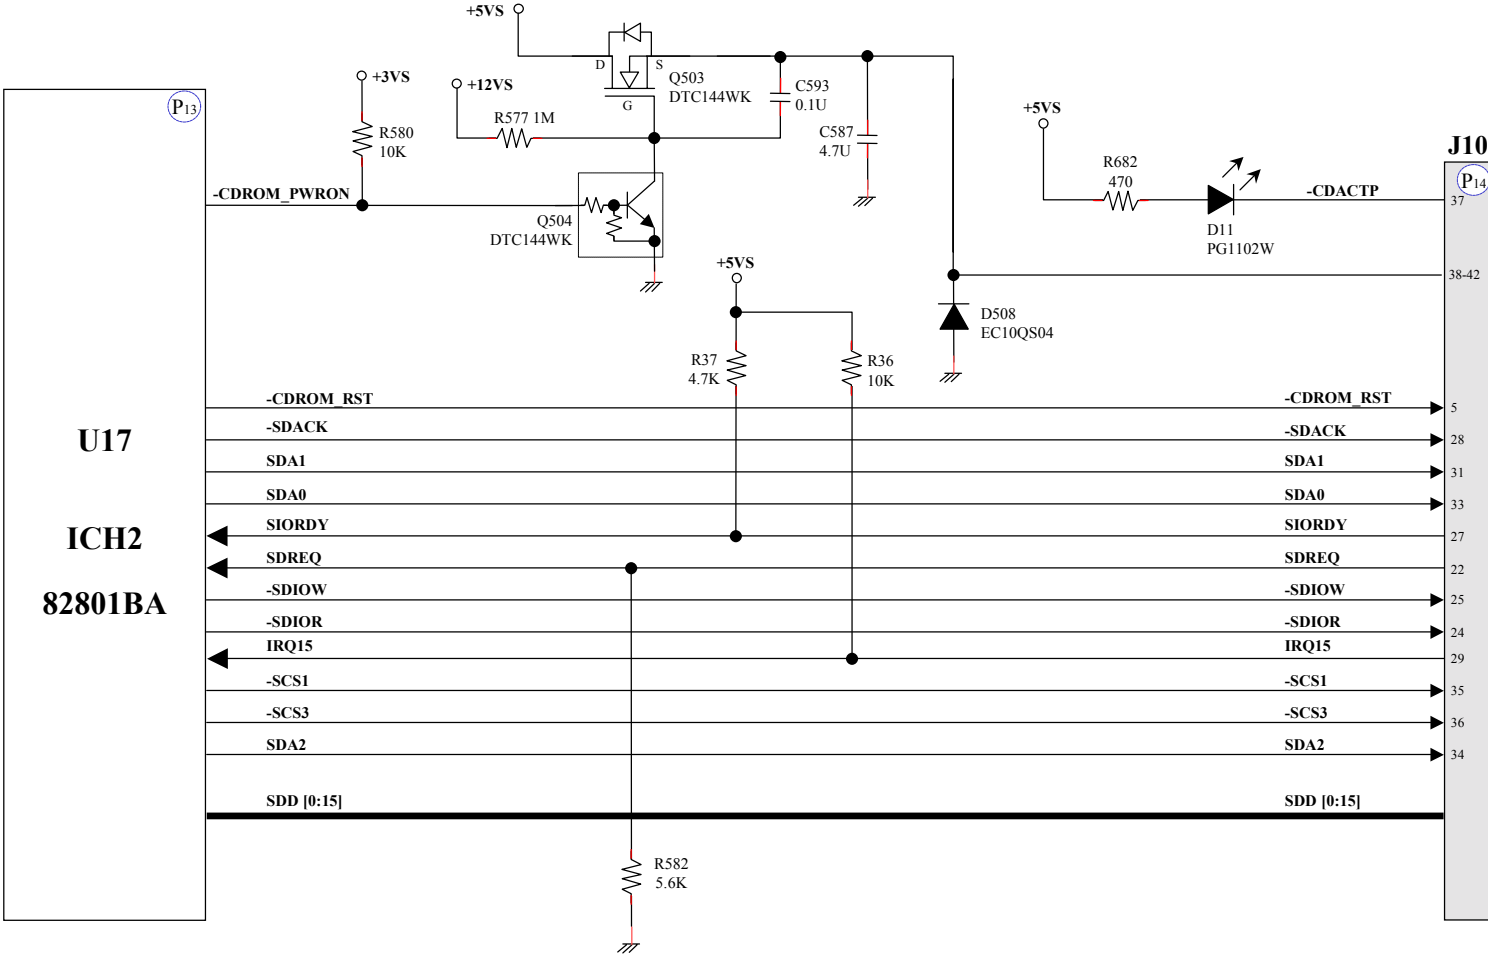 +5VS
D
S
G
Q503
DTC144WK
+3VS
+12VS
R577 1M
C593
0.1U
C587
4.7U
P13
R580
10K
-CDROM_PWRON
Q504
DTC144WK
+5VS
R682
470
D11
PG1102W
-CDACTP
J10
P14
37
38-42
D508
EC10QS04
+5VS
R37
4.7K
R36
10K
U17
ICH2
82801BA
-CDROM_RST
-CDROM_RST
5
-SDACK
-SDACK
28
SDA1
SDA1
31
SDA0
SDA0
33
SIORDY
SIORDY
27
SDREQ
SDREQ
22
-SDIOW
-SDIOW
25
-SDIOR
-SDIOR
24
IRQ15
IRQ15
29
-SCS1
-SCS1
35
-SCS3
-SCS3
36
SDA2
SDA2
34
SDD [0:15]
SDD [0:15]
R582
5.6K